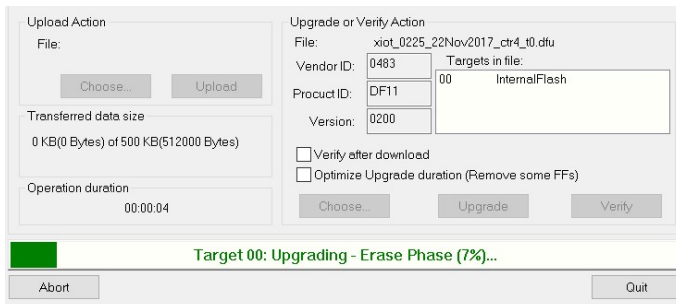 Upload Action
File:
Choose...
Upload
Transferred data size
0 KB(0 Bytes) of 500 KB(512000 Bytes)
Operation duration
00:00:04
Upgrade or Verify Action
File: xiot_0225_22Nov2017_ctr4_t0.dfu
Vendor ID: 0483
Procuct ID: DF11
Version: 0200
Targets in file:
00 InternalFlash
Verify after download
Optimize Upgrade duration (Remove some FFs)
Choose...
Upgrade
Verify
Target 00: Upgrading - Erase Phase (7%)...
Abort
Quit